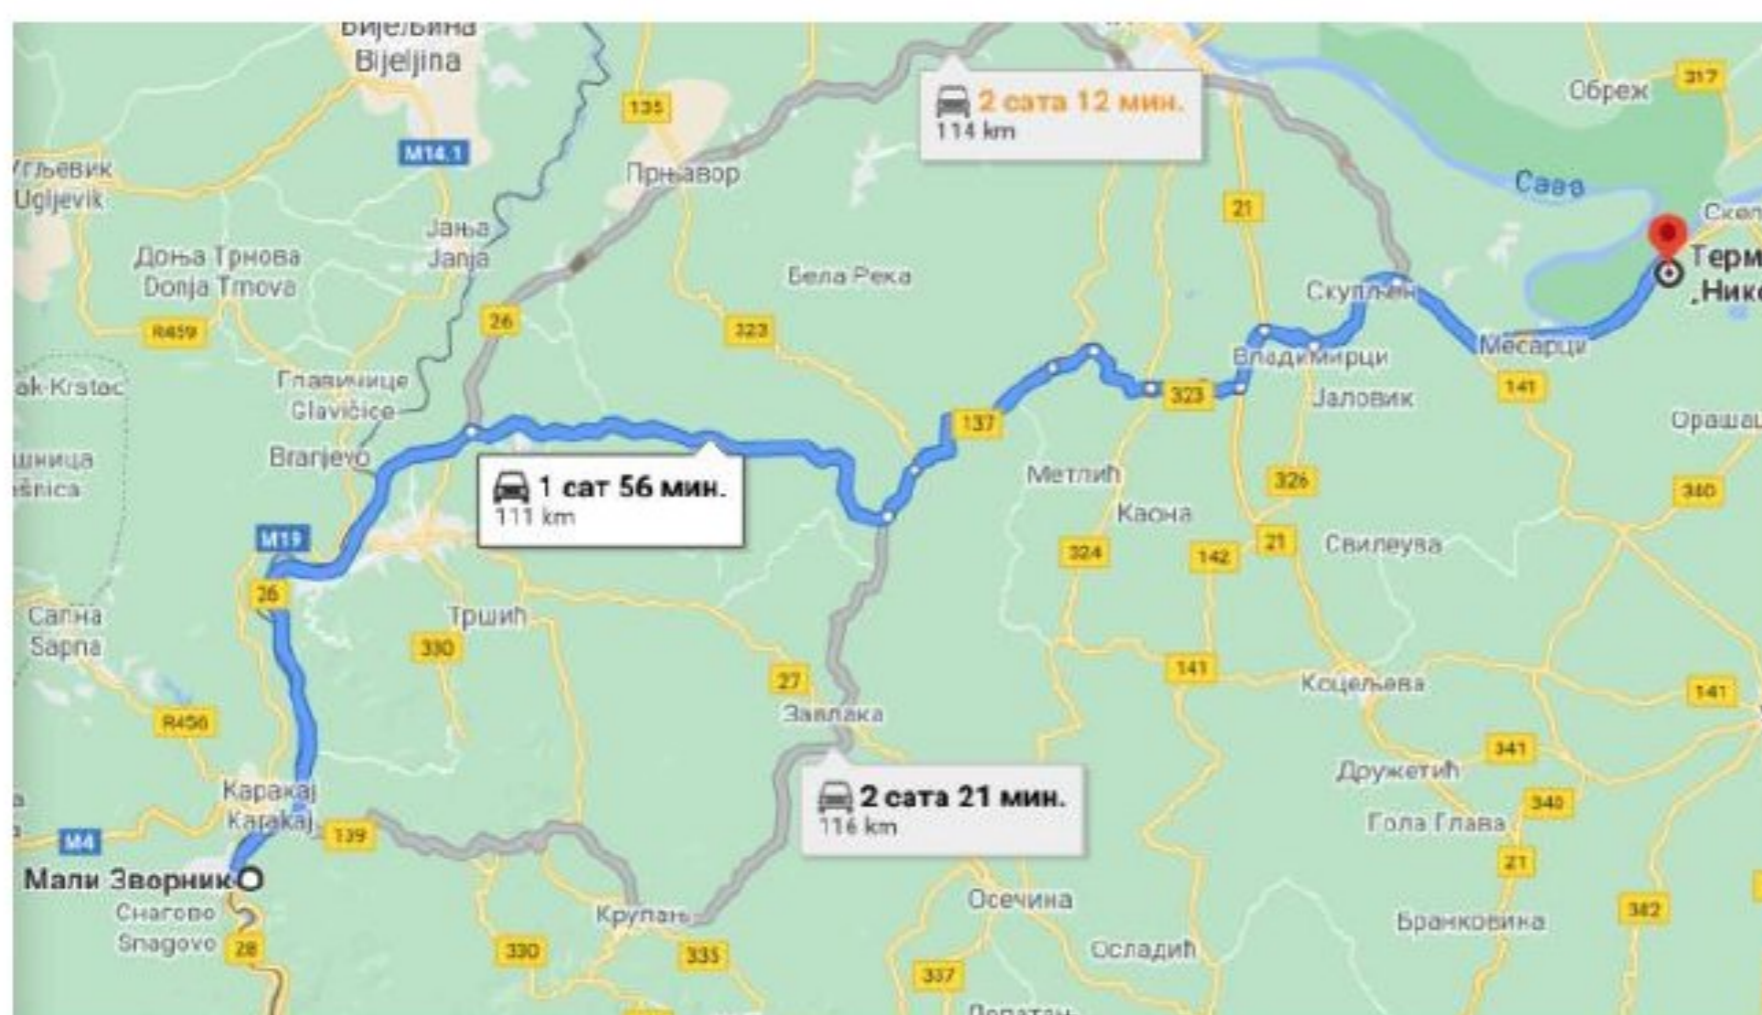 Бијељина
Bijeljina
Обреж
317
2 сата 12 мин.
114 km
135
M14.1
Прњавор
Угљевик
Ugljevik
Сава
21
Јања
Janja
Доња Трнова
Donja Trnova
Бела Река
Скупљен
26
R459
323
Владимирци
Месарци
Главичице
Glavičice
141
323
Јаловик
137
Branjevo
Метлић
326
340
1 сат 56 мин.
111 km
Каона
M19
324
142
21
Свилеува
26
Сапна
Sapna
Тршић
330
27
141
Коцељева
141
R456
Завлака
341
Дружетић
Каракај
Karakaj
2 сата 21 мин.
116 km
340
Гола Глава
M4
139
21
Мали Зворник
Снагово
Snagovo
28
Крупањ
Осечина
342
Бранковина
330
335
Осладић
337